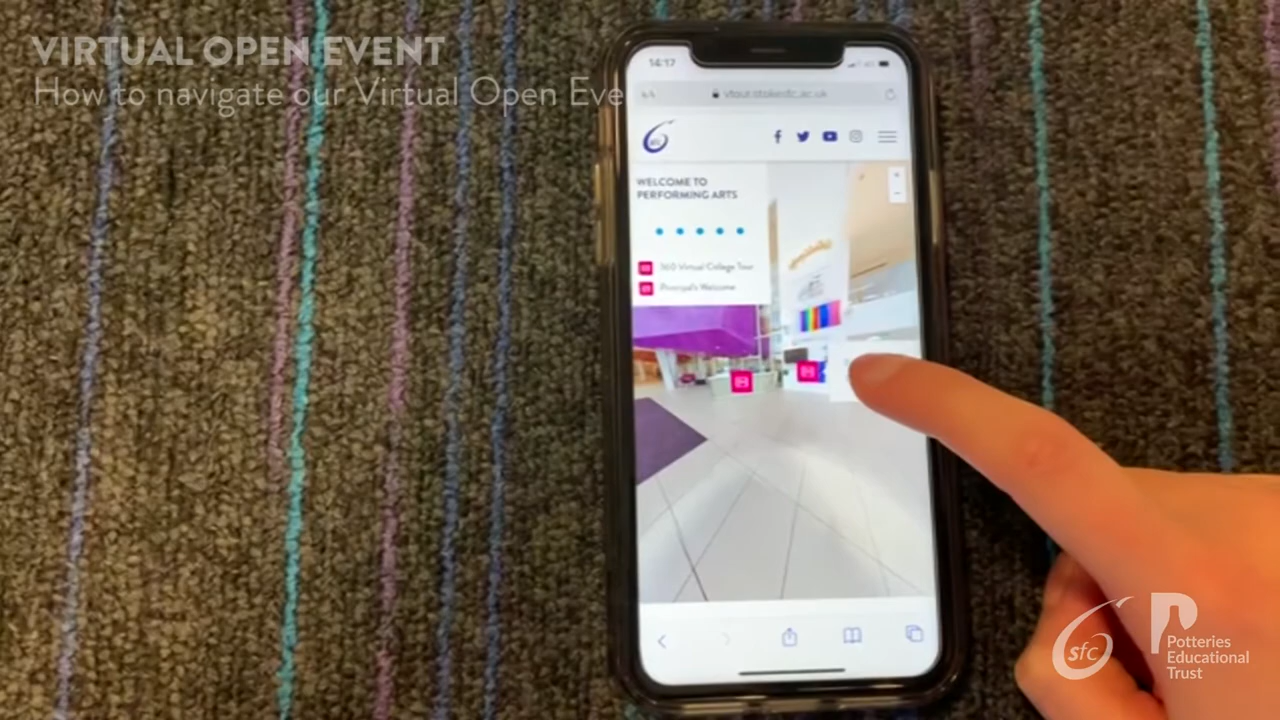 VIRTUAL OPEN EVENT
How to navigate our Virtual Open Eve
14:17
vtour.stokesfc.ac.uk
sfc
WELCOME TO
PERFORMING ARTS
360 Virtual College Tour
Principal's Welcome
sfc
Potteries
Educational
Trust